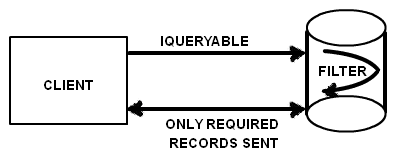 IQUERYABLE
CLIENT
FILTER
ONLY REQUIRED
RECORDS SENT